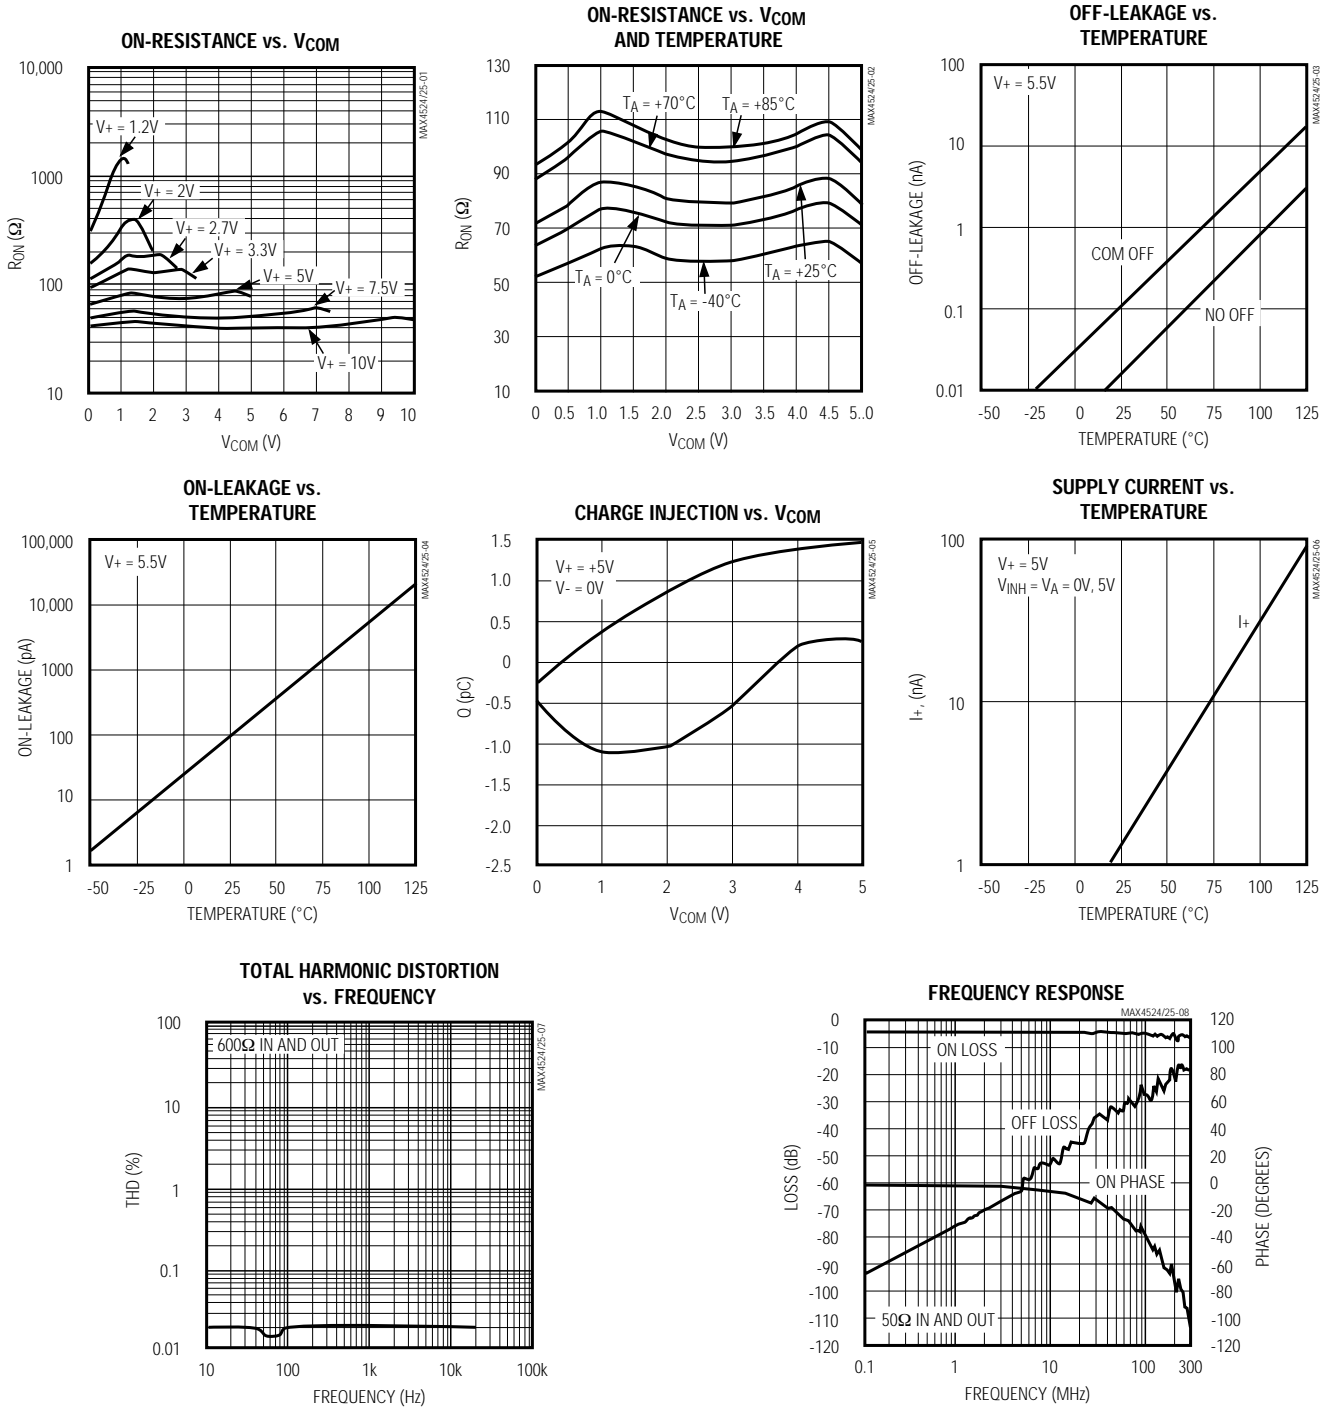 ON-RESISTANCE vs. VCOM
MAX4524/25-01
10,000
1000
100
10
RON (Ω)
V+ = 1.2V
V+ = 2V
V+ = 2.7V
V+ = 3.3V
V+ = 5V
V+ = 7.5V
V+ = 10V
0 1 2 3 4 5 6 7 8 9 10
VCOM (V)
ON-RESISTANCE vs. VCOM
AND TEMPERATURE
MAX4524/25-02
130
110
90
70
50
30
10
RON (Ω)
TA = +70°C
TA = +85°C
TA = 0°C
TA = +25°C
TA = -40°C
0 0.5 1.0 1.5 2.0 2.5 3.0 3.5 4.0 4.5 5..0
VCOM (V)
OFF-LEAKAGE vs.
TEMPERATURE
MAX4524/25-03
100
10
1
0.1
0.01
OFF-LEAKAGE (nA)
V+ = 5.5V
COM OFF
NO OFF
-50 -25 0 25 50 75 100 125
TEMPERATURE (°C)
ON-LEAKAGE vs.
TEMPERATURE
MAX4524/25-04
100,000
10,000
1000
100
10
1
ON-LEAKAGE (pA)
V+ = 5.5V
-50 -25 0 25 50 75 100 125
TEMPERATURE (°C)
CHARGE INJECTION vs. VCOM
MAX4524/25-05
1.5
1.0
0.5
0
-0.5
-1.0
-1.5
-2.0
-2.5
Q (pC)
V+ = +5V
V- = 0V
0 1 2 3 4 5
VCOM (V)
SUPPLY CURRENT vs.
TEMPERATURE
MAX4524/25-06
100
10
1
I+, (nA)
V+ = 5V
VINH = VA = 0V, 5V
I+
-50 -25 0 25 50 75 100 125
TEMPERATURE (°C)
TOTAL HARMONIC DISTORTION
vs. FREQUENCY
MAX4524/25-07
100
10
1
0.1
0.01
THD (%)
600Ω IN AND OUT
10 100 1k 10k 100k
FREQUENCY (Hz)
FREQUENCY RESPONSE
MAX4524/25-08
0
-10
-20
-30
-40
-50
-60
-70
-80
-90
-100
-110
-120
LOSS (dB)
ON LOSS
OFF LOSS
ON PHASE
50Ω IN AND OUT
120
100
80
60
40
20
0
-20
-40
-60
-80
-100
-120
PHASE (DEGREES)
0.1 1 10 100 300
FREQUENCY (MHz)